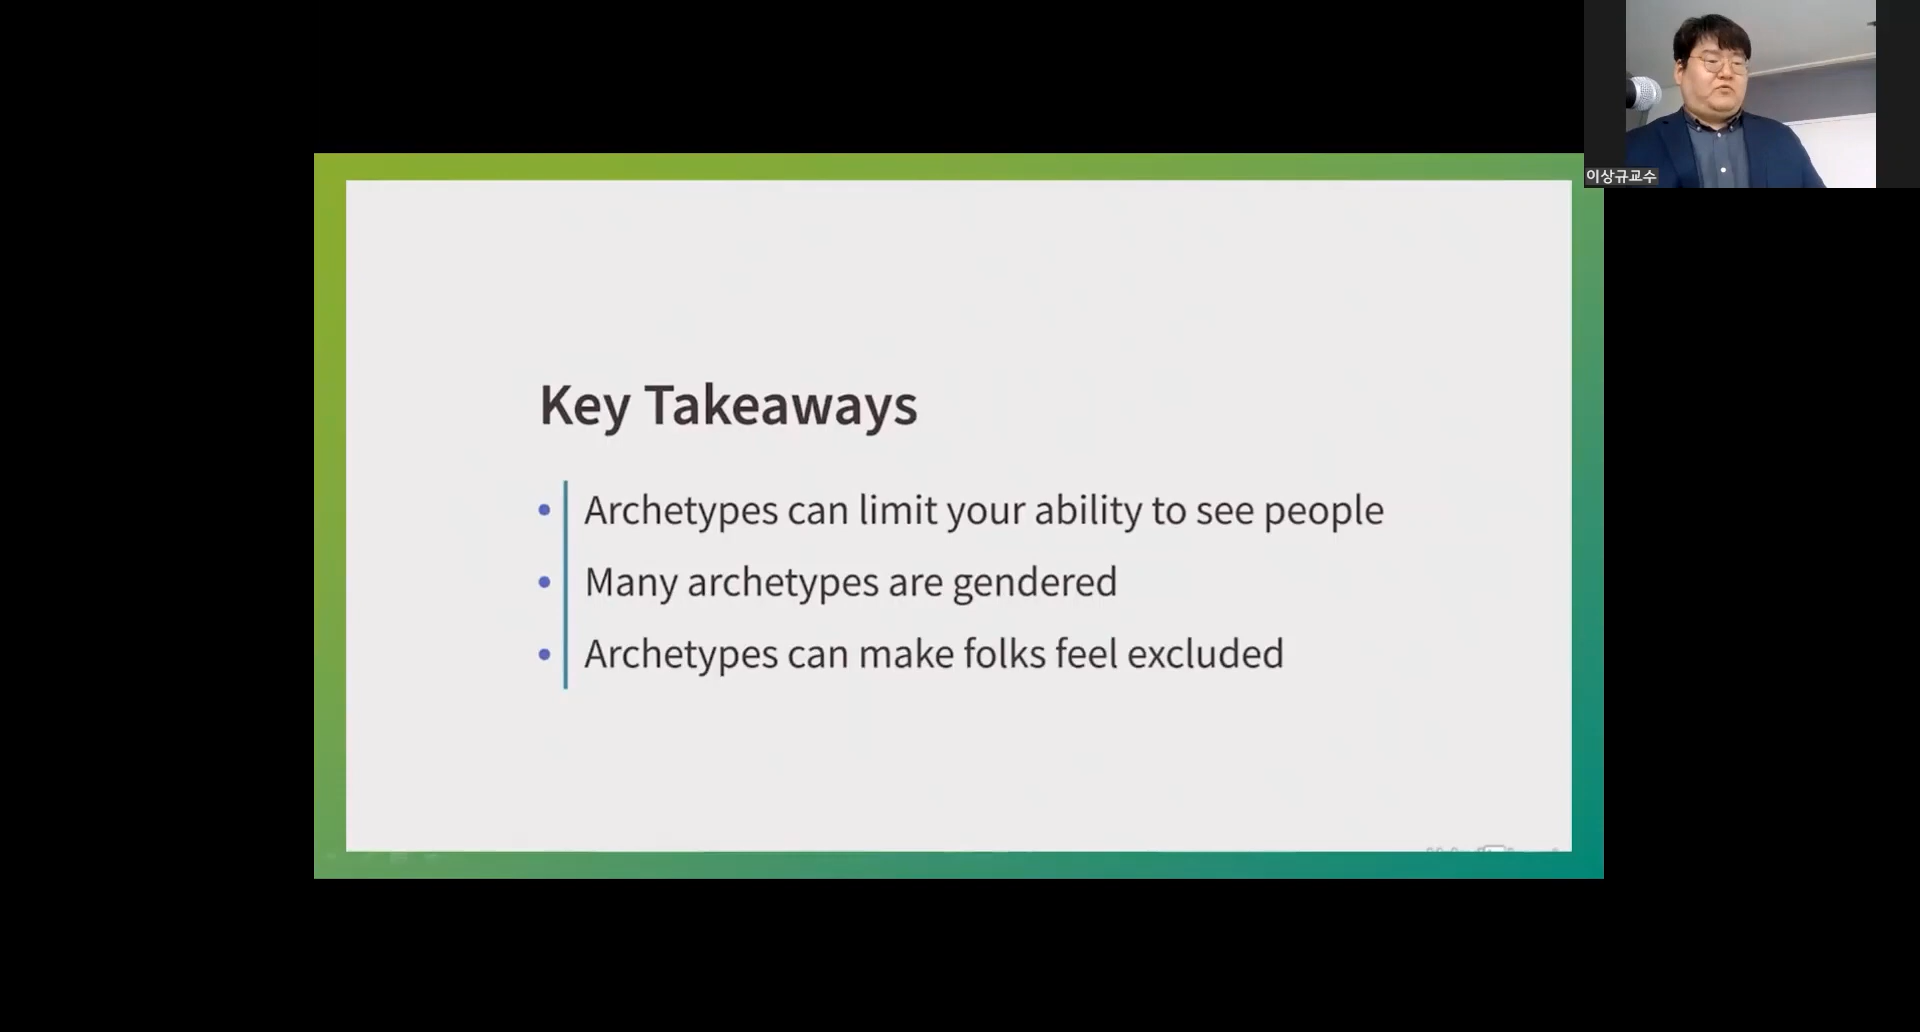 이상규교수
Key Takeaways
• Archetypes can limit your ability to see people
• Many archetypes are gendered
• Archetypes can make folks feel excluded